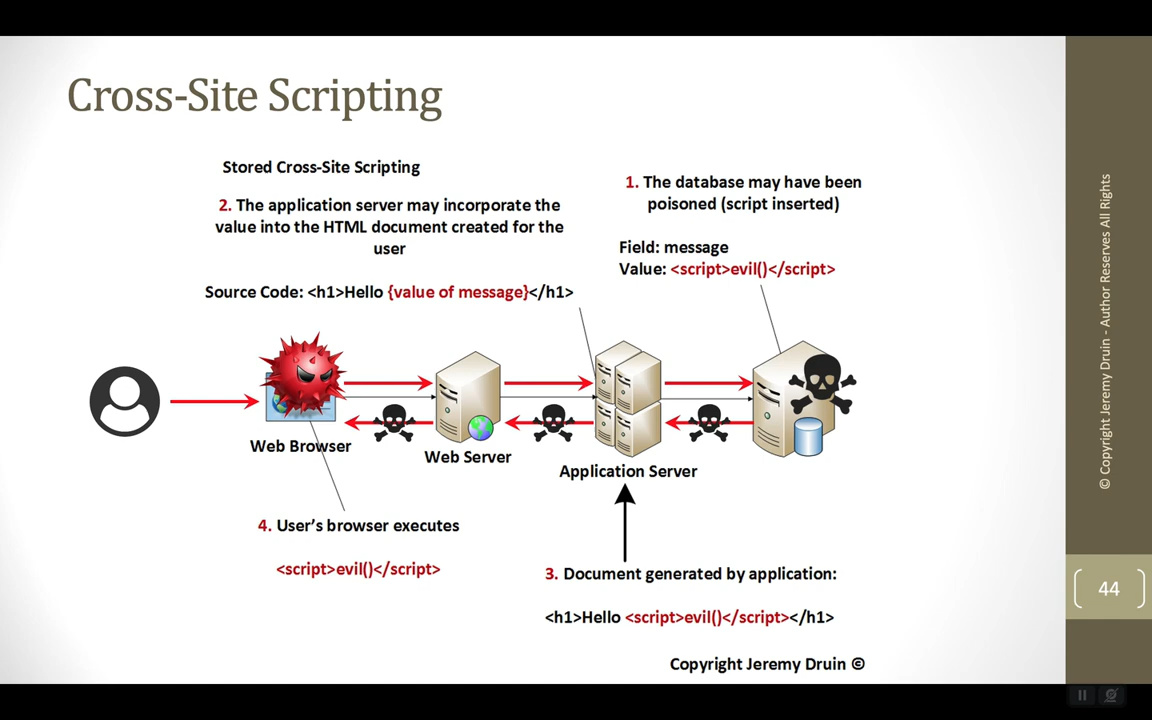 Cross-Site Scripting
Stored Cross-Site Scripting
2. The application server may incorporate the
value into the HTML document created for the
user
Source Code: <h1>Hello {value of message}</h1>
1. The database may have been
poisoned (script inserted)
Field: message
Value: <script>evil()</script>
Web Browser
Web Server
Application Server
4. User's browser executes
<script>evil()</script>
3. Document generated by application:
<h1>Hello <script>evil()</script></h1>
Copyright Jeremy Druin ©
© Copyright Jeremy Druin - Author Reserves All Rights
44